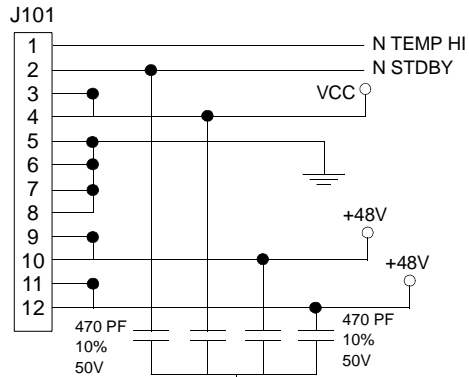 J101
1
N TEMP HI
2
N STDBY
3
VCC
4
5
6
7
8
+48V
9
10
+48V
11
12
470 PF
10%
50V
470 PF
10%
50V